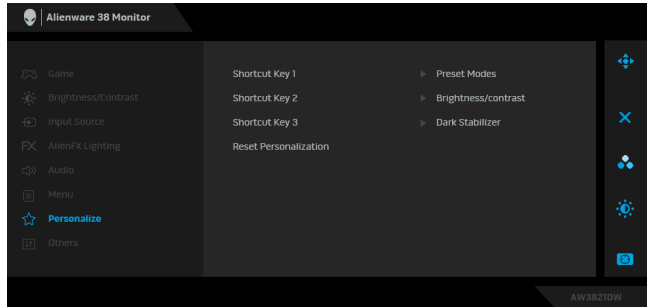 Alienware 38 Monitor
Game
Brightness/Contrast
Input Source
AlienFX Lighting
Audio
Menu
Personalize
Others
Shortcut Key 1 Preset Modes
Shortcut Key 2 Brightness/contrast
Shortcut Key 3 Dark Stabilizer
Reset Personalization
AW3821DW